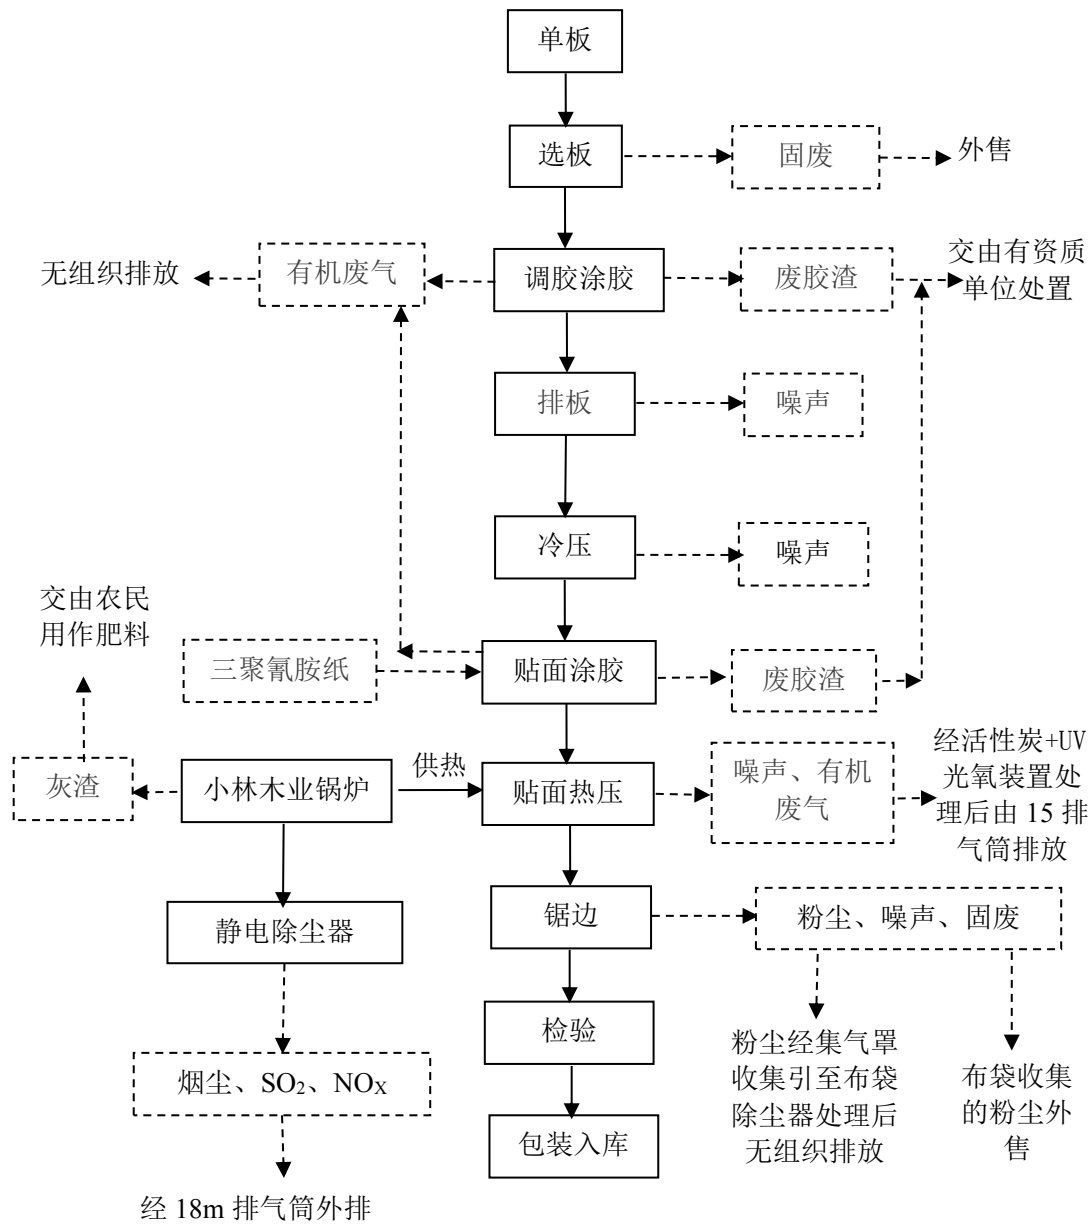 单板
选板
固废
外售
无组织排放
有机废气
调胶涂胶
废胶渣
交由有资质
单位处置
排板
噪声
冷压
噪声
交由农民
用作肥料
三聚氰胺纸
贴面涂胶
废胶渣
灰渣
小林木业锅炉
供热
贴面热压
噪声、有机
废气
经活性炭+UV
光氧装置处
理后由 15 排
气筒排放
静电除尘器
锯边
粉尘、噪声、固废
烟尘、SO₂、NOX
检验
粉尘经集气罩
收集引至布袋
除尘器处理后
无组织排放
布袋收集
的粉尘外
售
包装入库
经 18m 排气筒外排